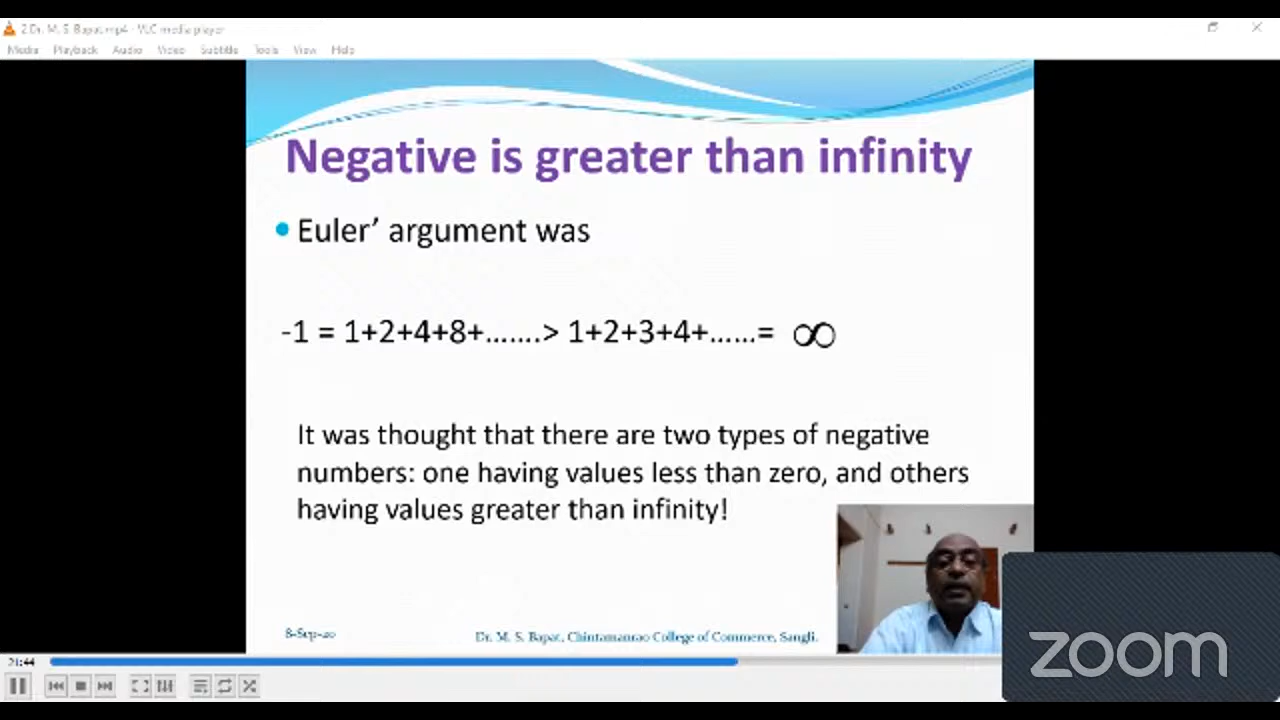 2.Dr. M. S. Bapat.mp4 - VLC media player
Media Playback Audio Video Subtitle Tools View Help
Negative is greater than infinity
Euler’ argument was
-1 = 1+2+4+8+.......> 1+2+3+4+......= ∞
It was thought that there are two types of negative
numbers: one having values less than zero, and others
having values greater than infinity!
8-Sep-20 Dr. M. S. Bapat, Chintamanrao College of Commerce, Sangli.
21:44
zoom